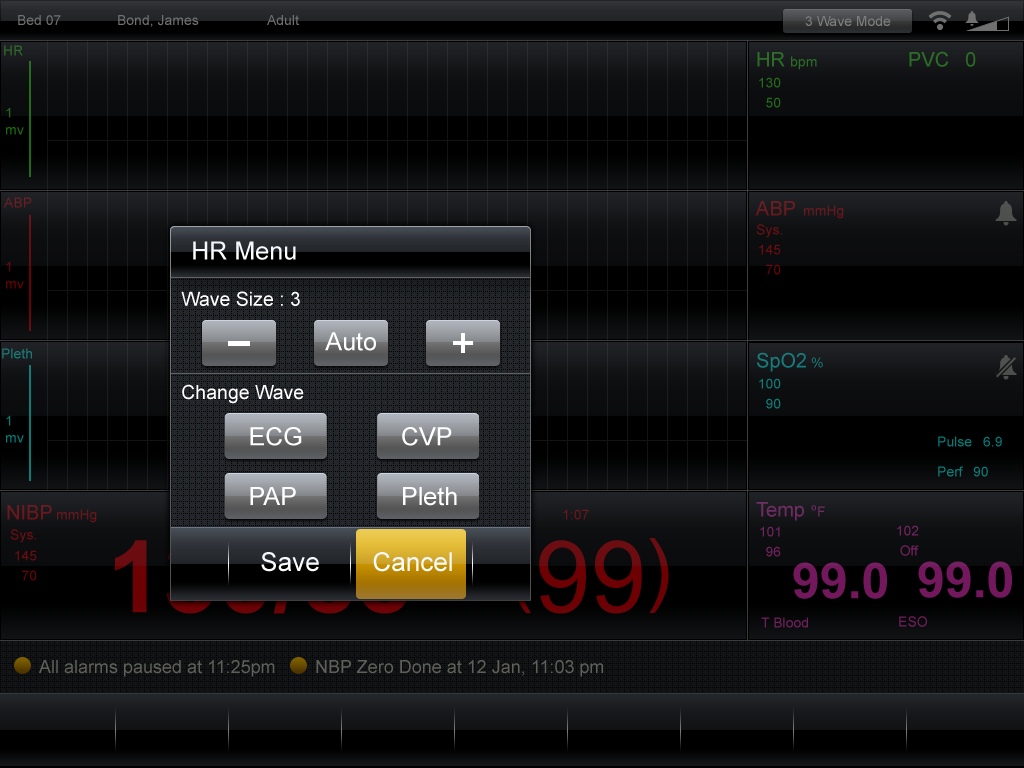 Bed 07 Bond, James Adult 3 Wave Mode
HR
1
mv
HR bpm PVC 0
130
50
ABP
1
mv
ABP mmHg
Sys.
145
70
HR Menu
Wave Size : 3
− Auto +
Change Wave
ECG CVP
PAP Pleth
Save Cancel
Pleth
1
mv
SpO2 %
100
90
Pulse 6.9
Perf 90
NIBP mmHg 1:07
Sys.
145
70
(99)
Temp °F
101 102
96 Off
99.0 99.0
T Blood ESO
All alarms paused at 11:25pm NBP Zero Done at 12 Jan, 11:03 pm